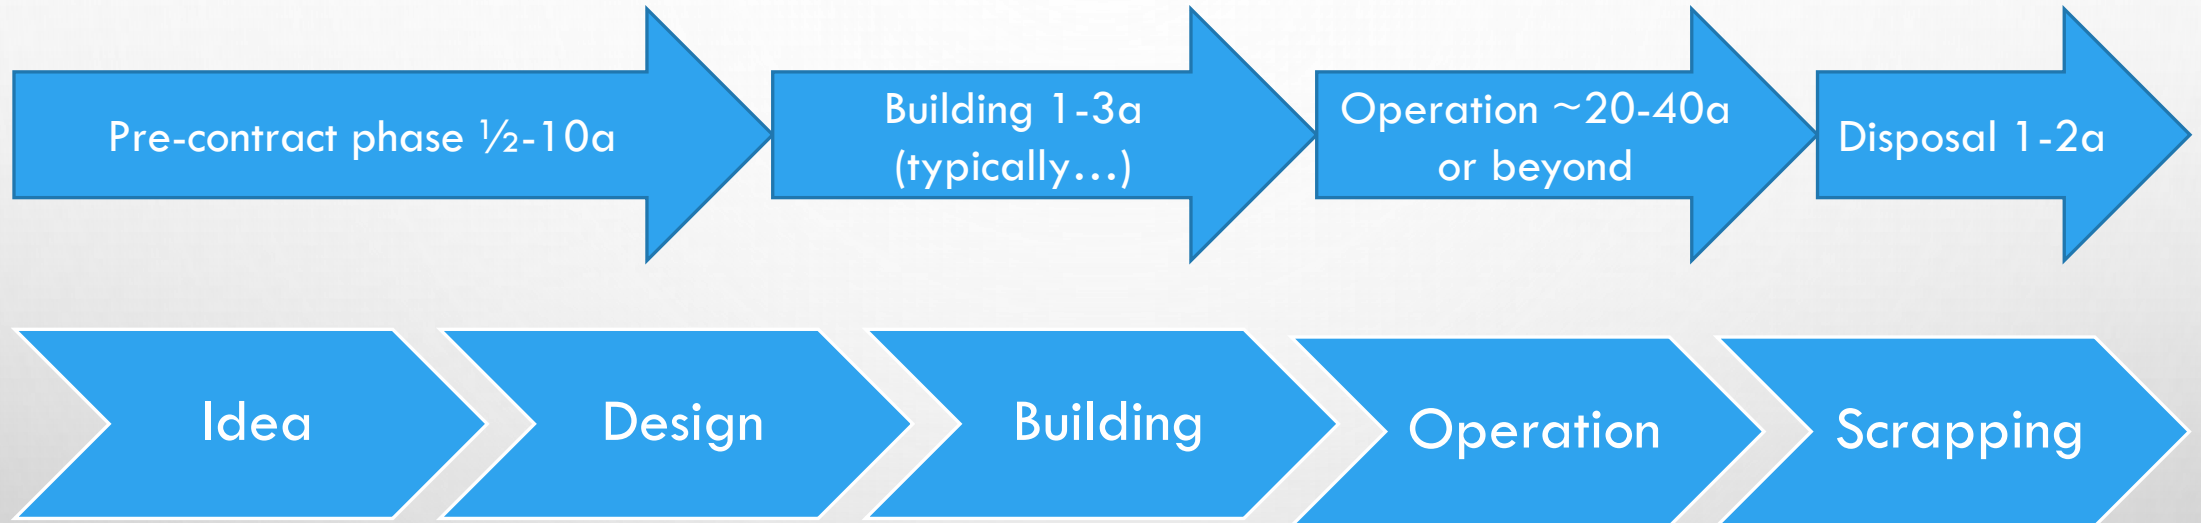 Pre-contract phase ½-10a
Building 1-3a
(typically...)
Operation ~20-40a
or beyond
Disposal 1-2a
Idea
Design
Building
Operation
Scrapping